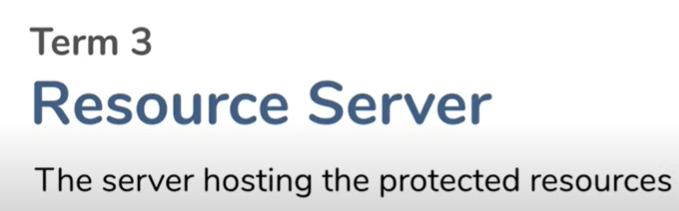 Term 3
Resource Server
The server hosting the protected resources